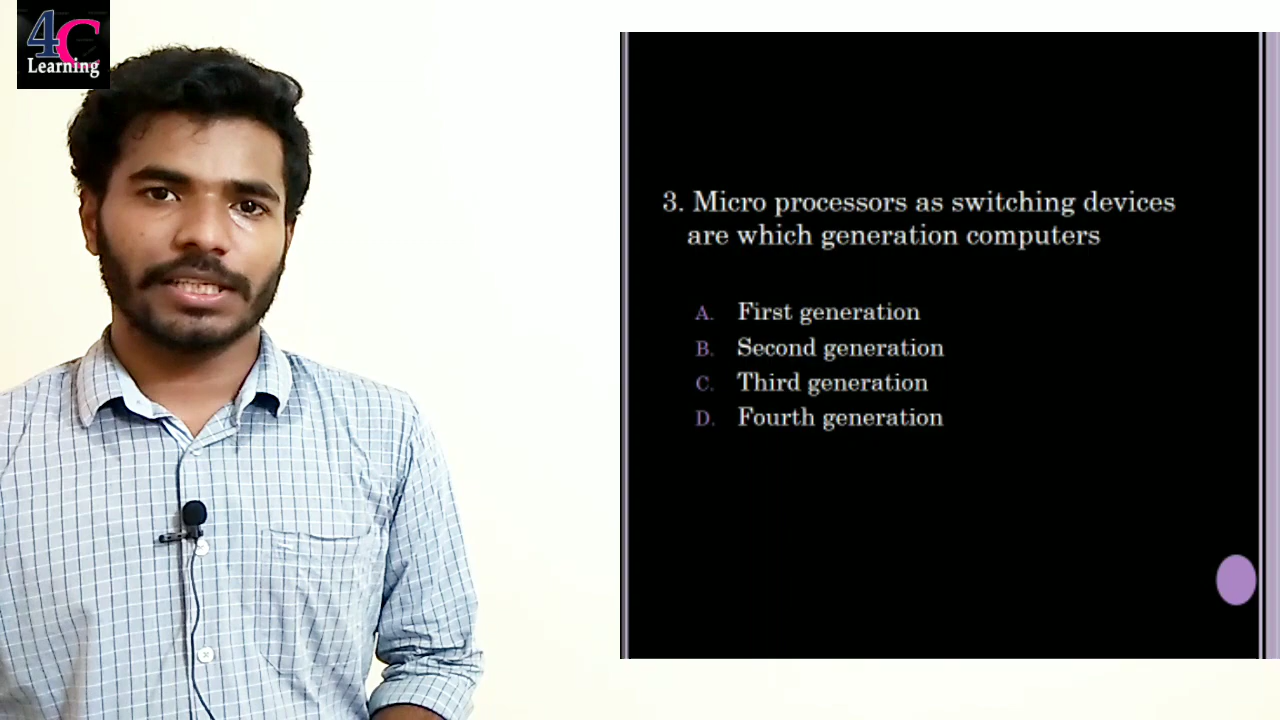 4C
Learning
3. Micro processors as switching devices
are which generation computers
A. First generation
B. Second generation
C. Third generation
D. Fourth generation